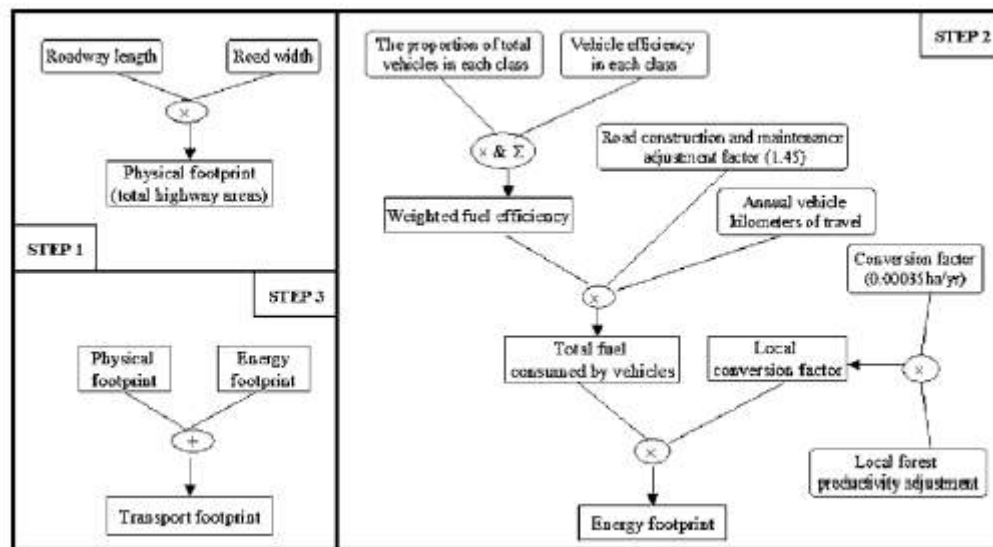 Roadway length
Road width
×
Physical footprint
(total highway areas)
STEP 1
STEP 3
Physical
footprint
Energy
footprint
+
Transport footprint
STEP 2
The proportion of total
vehicles in each class
Vehicle efficiency
in each class
× & Σ
Weighted fuel efficiency
Road construction and maintenance
adjustment factor (1.45)
Annual vehicle
kilometers of travel
×
Conversion factor
(0.00035ha/yr)
Total fuel
consumed by vehicles
Local
conversion factor
×
×
Local forest
productivity adjustment
Energy footprint